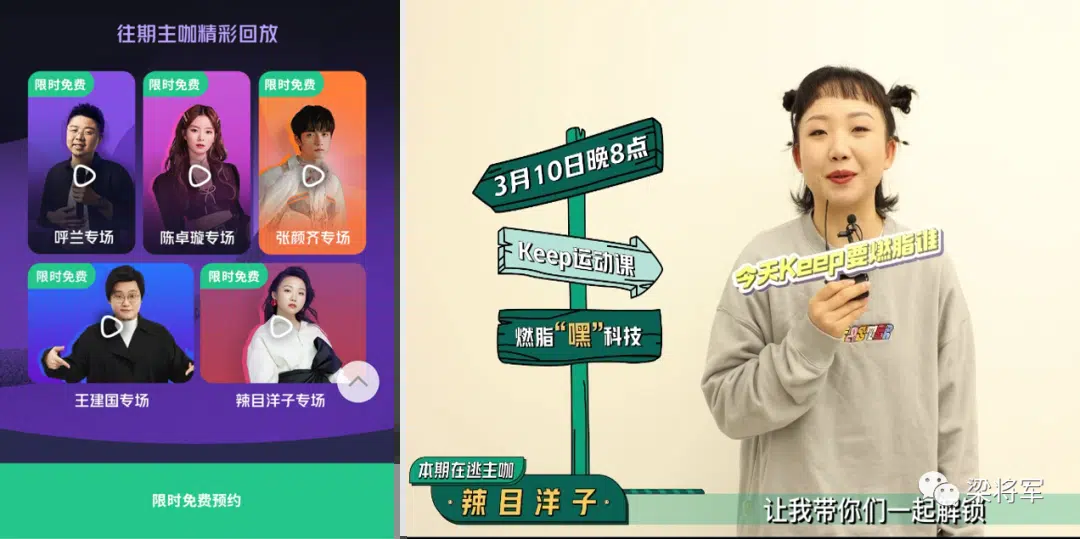 往期主咖精彩回放
限时免费
限时免费
限时免费
呼兰专场
陈卓璇专场
张颜齐专场
限时免费
限时免费
王建国专场
辣目洋子专场
限时免费预约
3月10日晚8点
Keep运动课
燃脂“嘿”科技
今天Keep要燃脂谁
本期在逃主咖
·辣目洋子·
让我带你们一起解锁
梁将军